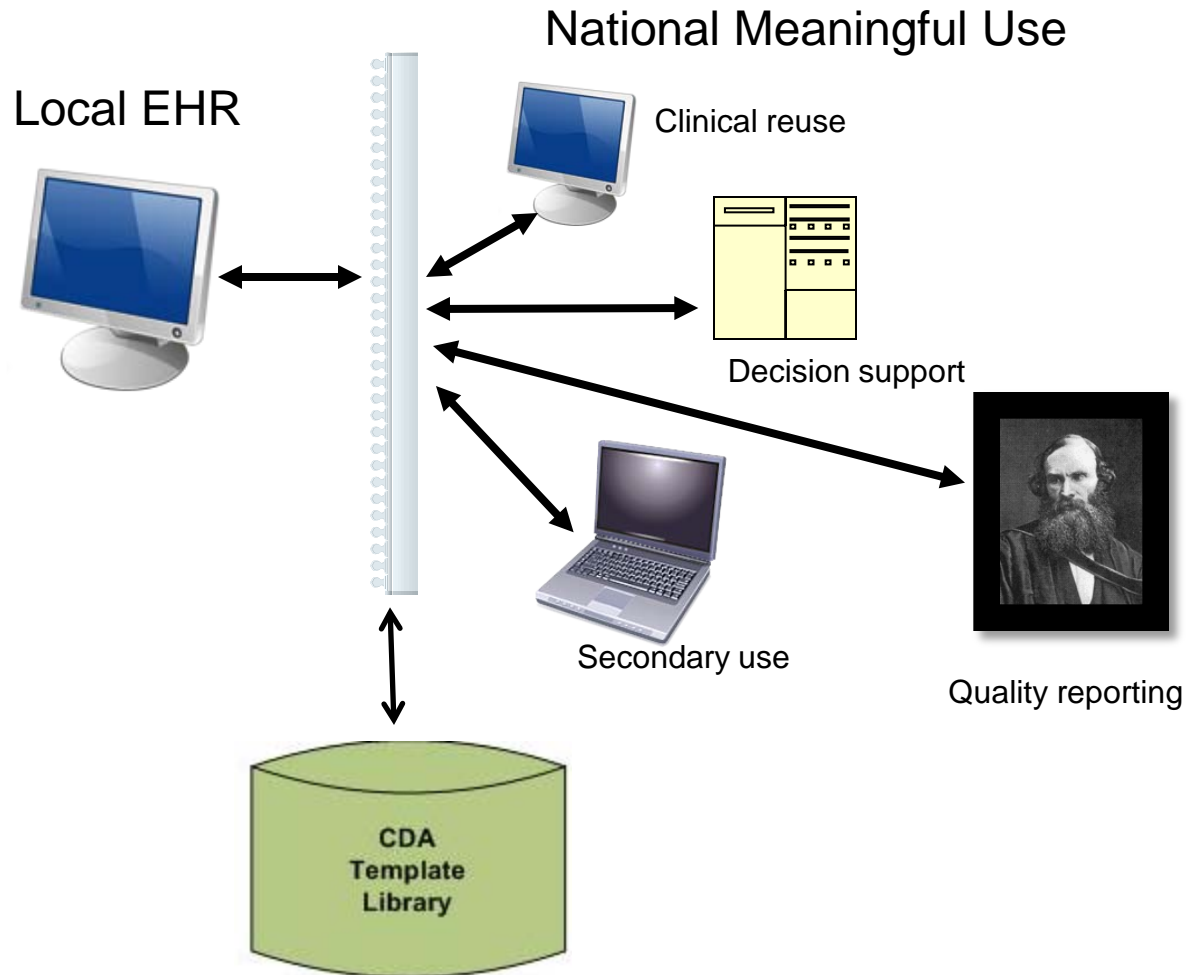 National Meaningful Use
Local EHR
Clinical reuse
Decision support
Secondary use
Quality reporting
CDA
Template
Library